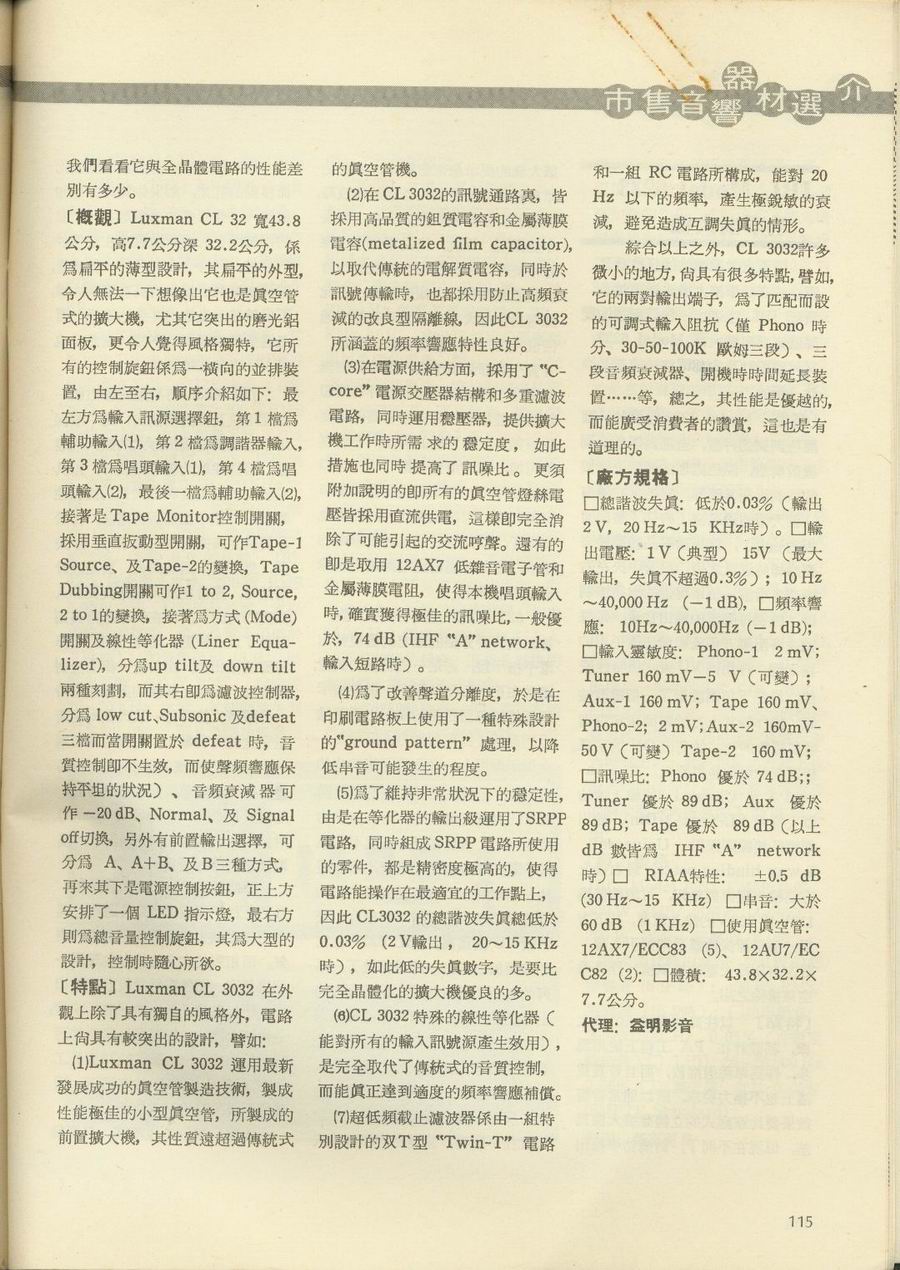 市售音響器材選介
我們看看它與全晶體電路的性能差
別有多少。
〔概觀〕Luxman CL 32 寬43.8
公分，高7.7公分深 32.2公分，係
爲扁平的薄型設計，其扁平的外型，
令人無法一下想像出它也是眞空管
式的擴大機，尤其它突出的磨光鋁
面板，更令人覺得風格獨特，它所
有的控制旋鈕係爲一橫向的並排裝
置，由左至右，順序介紹如下：最
左方爲輸入訊源選擇鈕，第1 檔爲
輔助輸入⑴，第2 檔爲調諧器輸入，
第3 檔爲唱頭輸入⑴，第4 檔爲唱
頭輸入⑵，最後一檔爲輔助輸入⑵，
接著是 Tape Monitor控制開關，
採用垂直扳動型開關，可作Tape-1
Source、及Tape-2的變換，Tape
Dubbing開關可作1 to 2, Source,
2 to 1的變換，接著爲方式 (Mode)
開關及線性等化器 (Liner Equa-
lizer)，分爲up tilt及 down tilt
兩種刻劃，而其右卽爲濾波控制器，
分爲 low cut、Subsonic 及defeat
三檔而當開關置於 defeat 時，音
質控制卽不生效，而使聲頻響應保
持平坦的狀況）、音頻衰減器可
作 －20 dB、Normal、及 Signal
off切換，另外有前置輸出選擇，可
分爲 A、A+B、及B三種方式，
再來其下是電源控制按鈕，正上方
安排了一個 LED 指示燈，最右方
則爲總音量控制旋鈕，其爲大型的
設計，控制時隨心所欲。
〔特點〕Luxman CL 3032 在外
觀上除了具有獨自的風格外，電路
上尙具有較突出的設計，譬如：
⑴Luxman CL 3032 運用最新
發展成功的眞空管製造技術，製成
性能極佳的小型眞空管，所製成的
前置擴大機，其性質遠超過傳統式
的眞空管機。
⑵在 CL 3032的訊號通路裏，皆
採用高品質的鉭質電容和金屬薄膜
電容(metalized film capacitor)，
以取代傳統的電解質電容，同時於
訊號傳輸時，也都採用防止高頻衰
減的改良型隔離線，因此CL 3032
所涵蓋的頻率響應特性良好。
⑶在電源供給方面，採用了 “C-
core” 電源交壓器結構和多重濾波
電路，同時運用穩壓器，提供擴大
機工作時所需求的穩定度，如此
措施也同時提高了訊噪比。更須
附加說明的卽所有的眞空管燈絲電
壓皆採用直流供電，這樣卽完全消
除了可能引起的交流哼聲。還有的
卽是取用 12AX7 低雜音電子管和
金屬薄膜電阻，使得本機唱頭輸入
時，確實獲得極佳的訊噪比，一般優
於，74 dB (IHF “A” network、
輸入短路時）。
⑷爲了改善聲道分離度，於是在
印刷電路板上使用了一種特殊設計
的“ground pattern” 處理，以降
低串音可能發生的程度。
⑸爲了維持非常狀況下的穩定性，
由是在等化器的輸出級運用了SRPP
電路，同時組成 SRPP 電路所使用
的零件，都是精密度極高的，使得
電路能操作在最適宜的工作點上，
因此 CL3032 的總諧波失眞總低於
0.03% （2 V輸出，20～15 KHz
時），如此低的失眞數字，是要比
完全晶體化的擴大機優良的多。
⑹CL 3032 特殊的線性等化器（
能對所有的輸入訊號源產生效用），
是完全取代了傳統式的音質控制，
而能眞正達到適度的頻率響應補償。
⑺超低頻截止濾波器係由一組特
別設計的双T型 “Twin-T” 電路
和一組 RC 電路所構成，能對 20
Hz 以下的頻率，產生極銳敏的衰
減，避免造成互調失眞的情形。
綜合以上之外，CL 3032許多
微小的地方，尙具有很多特點，譬如，
它的兩對輸出端子，爲了匹配而設
的可調式輸入阻抗（僅 Phono 時
分、30-50-100K 歐姆三段）、三
段音頻衰減器、開機時時間延長裝
置……等，總之，其性能是優越的，
而能廣受消費者的讚賞，這也是有
道理的。
〔廠方規格〕
□總諧波失眞：低於0.03%（輸出
2 V，20 Hz～15 KHz時）。□輸
出電壓：1 V（典型） 15V （最大
輸出，失眞不超過0.3%）；10 Hz
～40,000 Hz （－1 dB)，□頻率響
應：10Hz～40,000Hz (－1 dB);
□輸入靈敏度：Phono-1 2 mV;
Tuner 160 mV－5 V（可變）；
Aux-1 160 mV; Tape 160 mV、
Phono-2; 2 mV; Aux-2 160mV-
50 V（可變）Tape-2 160 mV;
□訊噪比：Phono 優於 74 dB;;
Tuner 優於 89 dB; Aux 優於
89 dB; Tape 優於 89 dB（以上
dB 數皆爲 IHF “A” network
時）□ RIAA特性： ±0.5 dB
(30 Hz～15 KHz) □串音：大於
60 dB (1 KHz) □使用眞空管：
12AX7/ECC83 (5)、12AU7/EC
C82 (2): □體積： 43.8×32.2×
7.7公分。
代理：益明影音
115